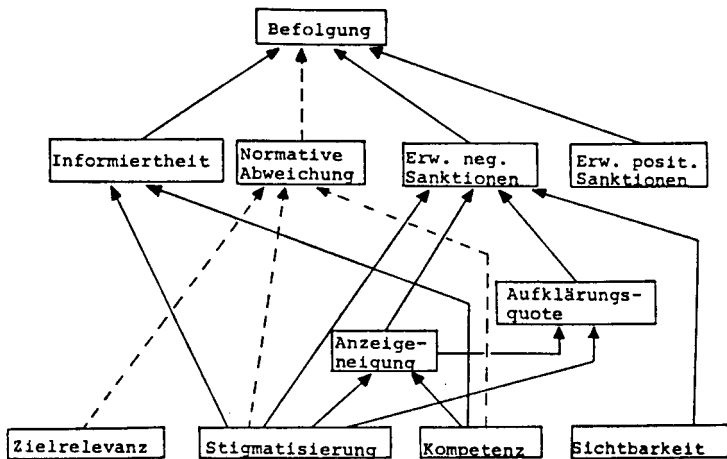 Befolgung
Informiertheit
Normative
Abweichung
Erw. neg.
Sanktionen
Erw. posit.
Sanktionen
Aufklärungs-
quote
Anzeige-
neigung
Zielrelevanz
Stigmatisierung
Kompetenz
Sichtbarkeit